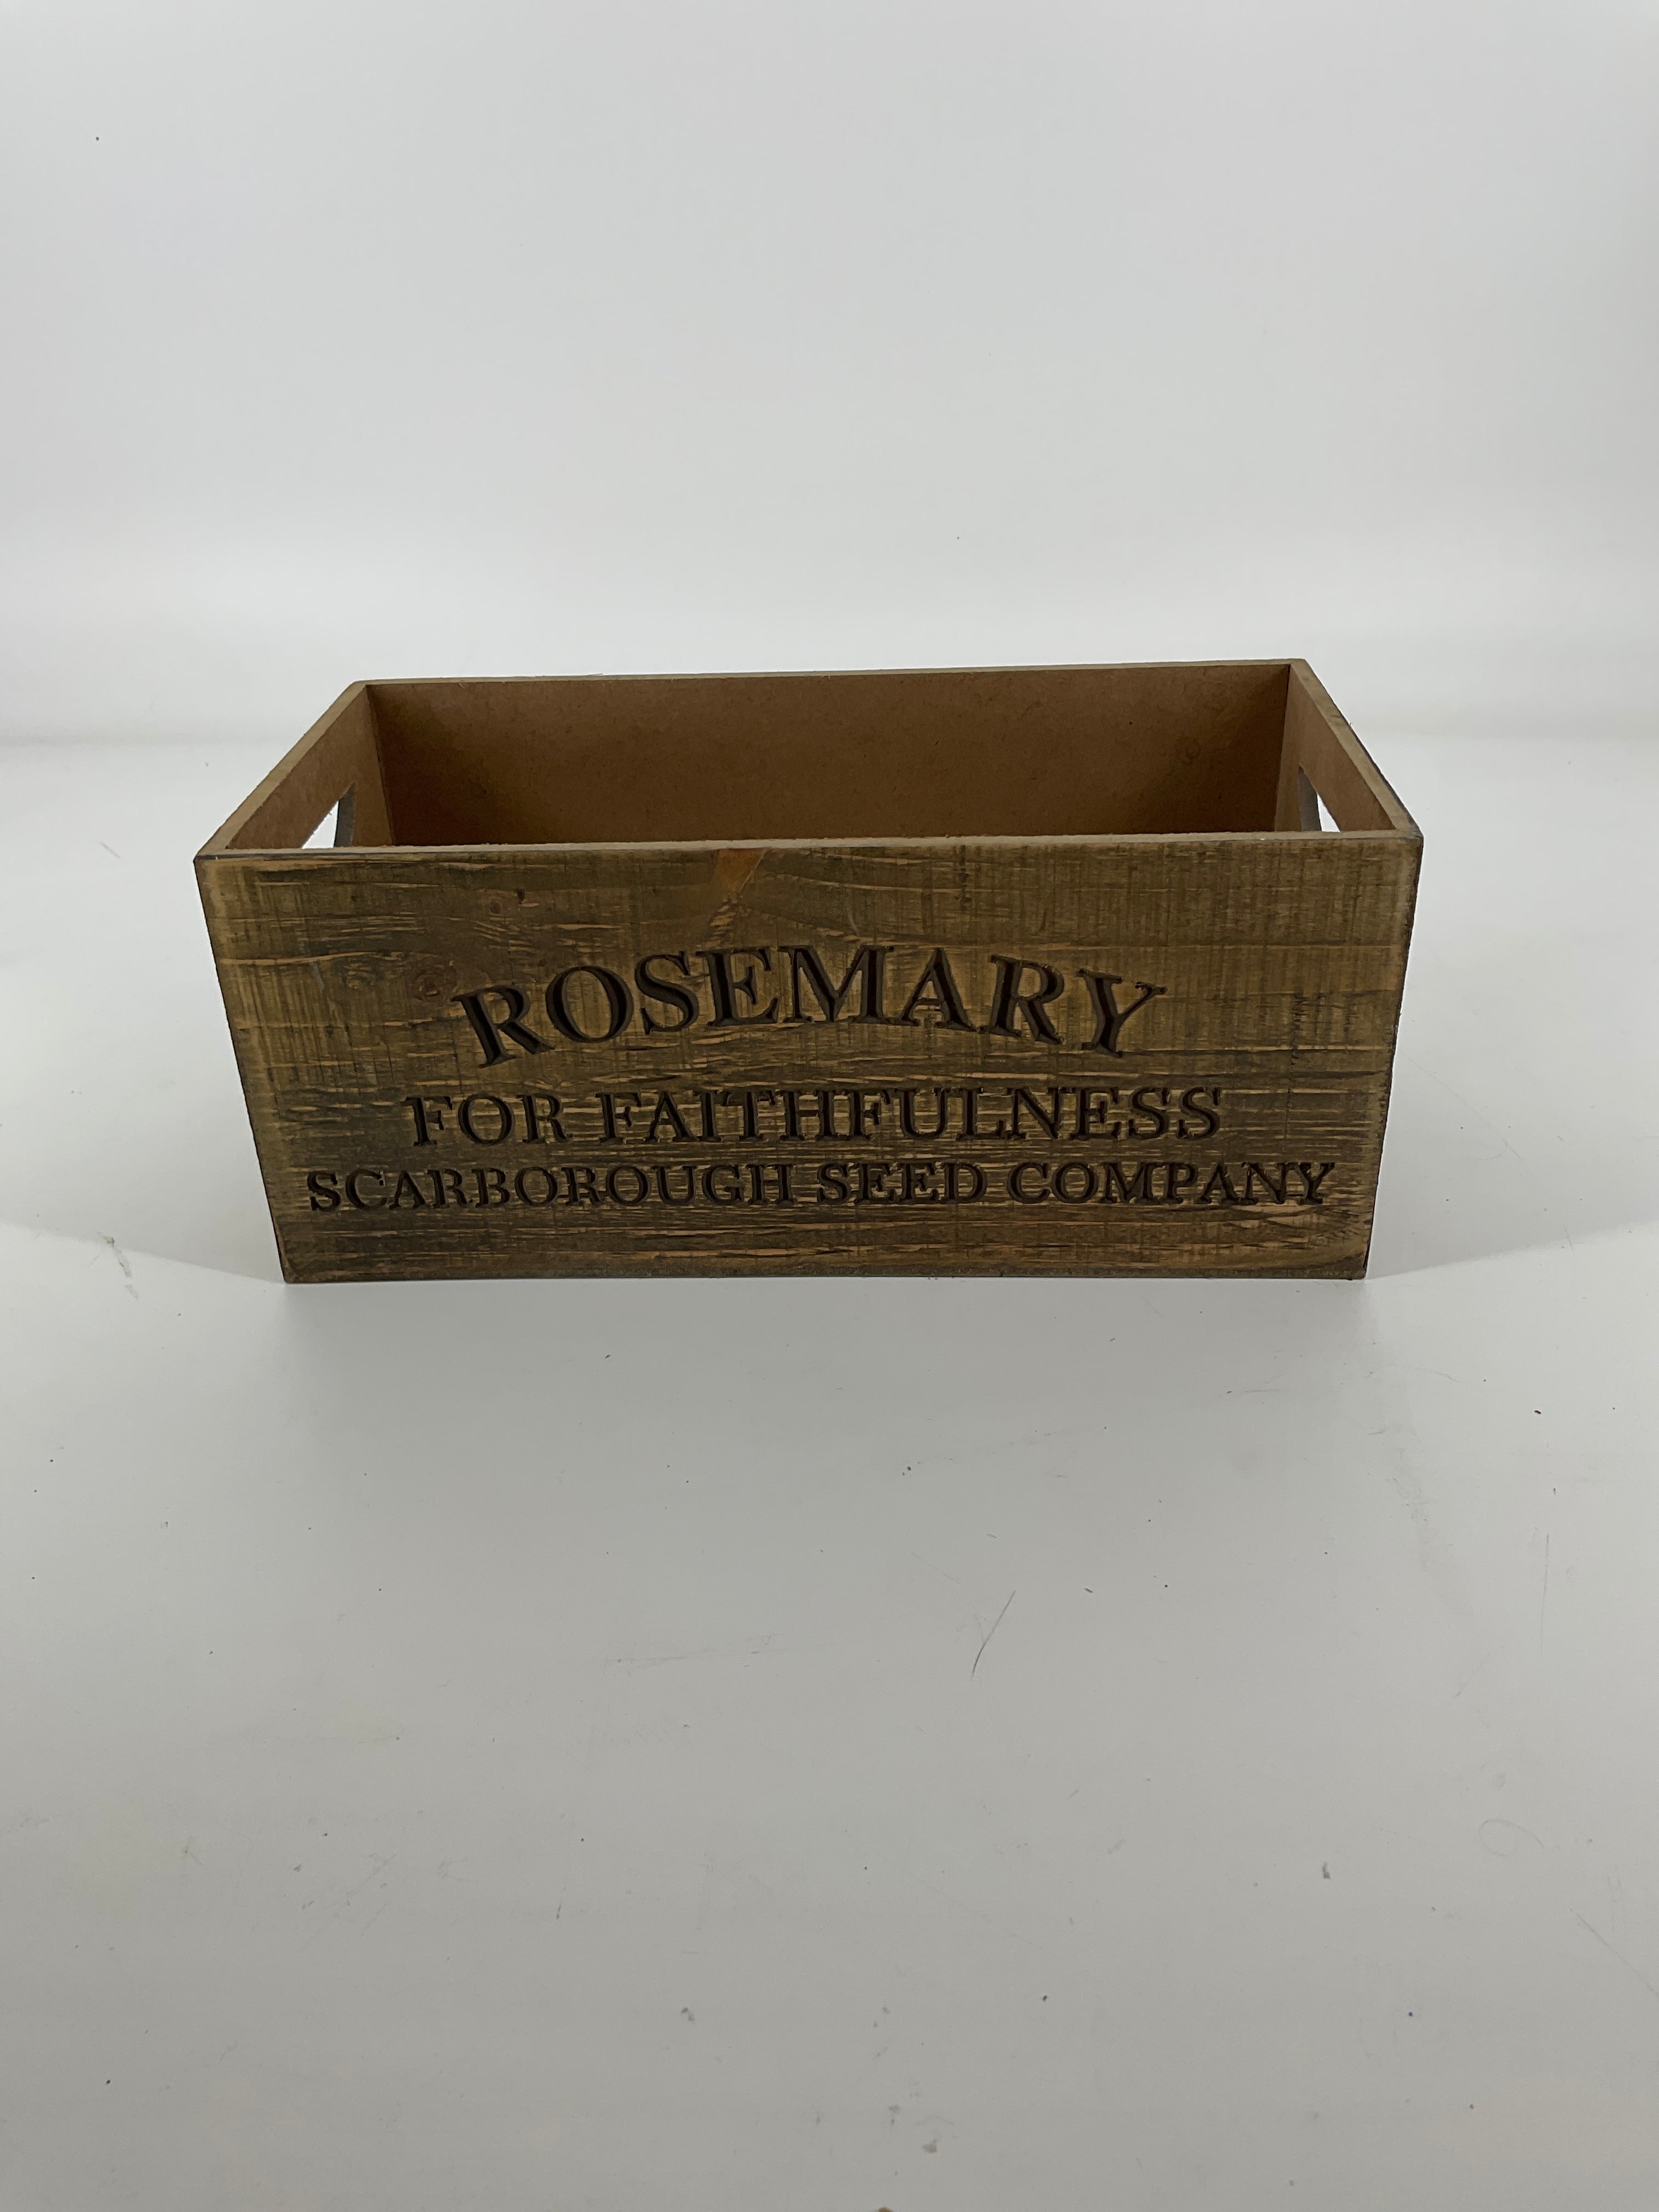 ROSEMARY
FOR FAITHFULNESS
SCARBOROUGH SEED COMPANY